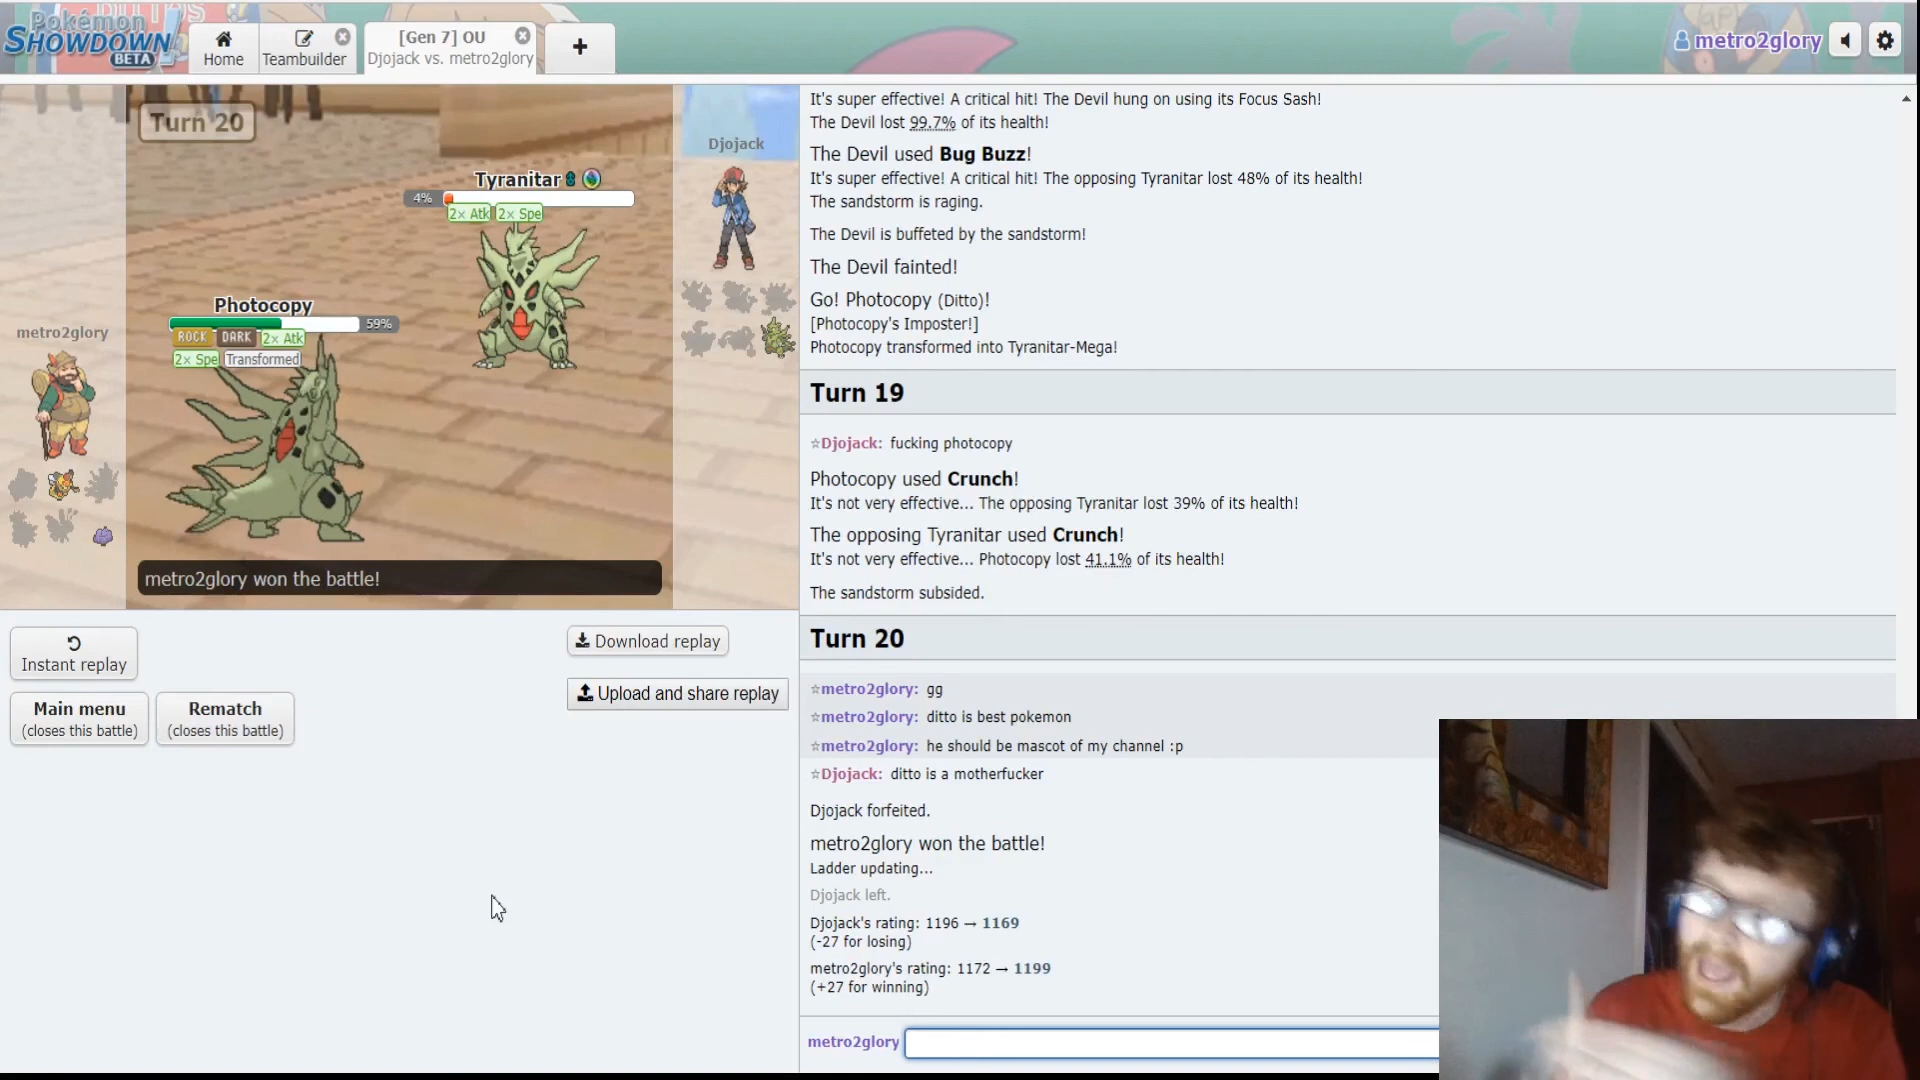 Pokémon
SHOWDOWN
BETA
Home
Teambuilder
[Gen 7] OU
Djojack vs. metro2glory
+
metro2glory
Turn 20
Djojack
Tyranitar
4%
2× Atk 2× Spe
Photocopy
59%
ROCK DARK 2× Atk
2× Spe Transformed
metro2glory
metro2glory won the battle!
Instant replay
Download replay
Upload and share replay
Main menu
(closes this battle)
Rematch
(closes this battle)
It's super effective! A critical hit! The Devil hung on using its Focus Sash!
The Devil lost 99.7% of its health!
The Devil used Bug Buzz!
It's super effective! A critical hit! The opposing Tyranitar lost 48% of its health!
The sandstorm is raging.
The Devil is buffeted by the sandstorm!
The Devil fainted!
Go! Photocopy (Ditto)!
[Photocopy's Imposter!]
Photocopy transformed into Tyranitar-Mega!
Turn 19
☆Djojack: fucking photocopy
Photocopy used Crunch!
It's not very effective... The opposing Tyranitar lost 39% of its health!
The opposing Tyranitar used Crunch!
It's not very effective... Photocopy lost 41.1% of its health!
The sandstorm subsided.
Turn 20
☆metro2glory: gg
☆metro2glory: ditto is best pokemon
☆metro2glory: he should be mascot of my channel :p
☆Djojack: ditto is a motherfucker
Djojack forfeited.
metro2glory won the battle!
Ladder updating...
Djojack left.
Djojack's rating: 1196 → 1169
(-27 for losing)
metro2glory's rating: 1172 → 1199
(+27 for winning)
metro2glory